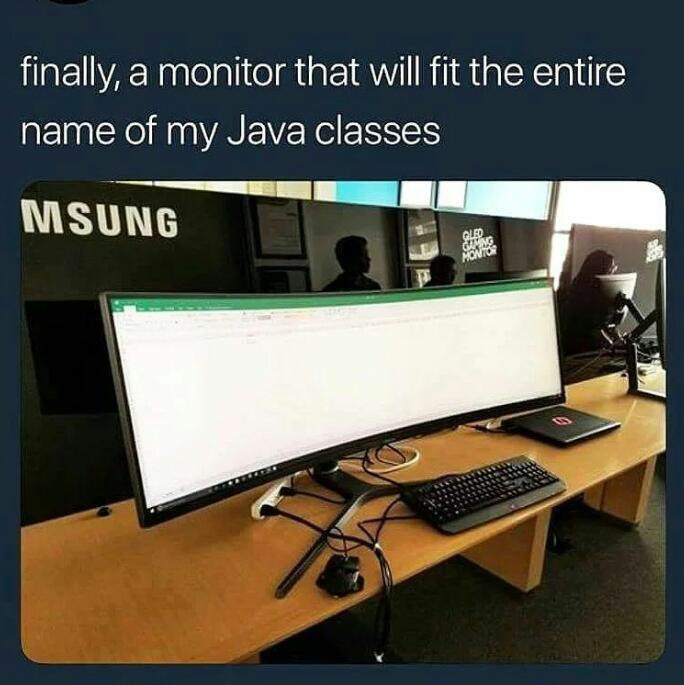 finally, a monitor that will fit the entire
name of my Java classes
MSUNG
QLED
GAMING
MONITOR